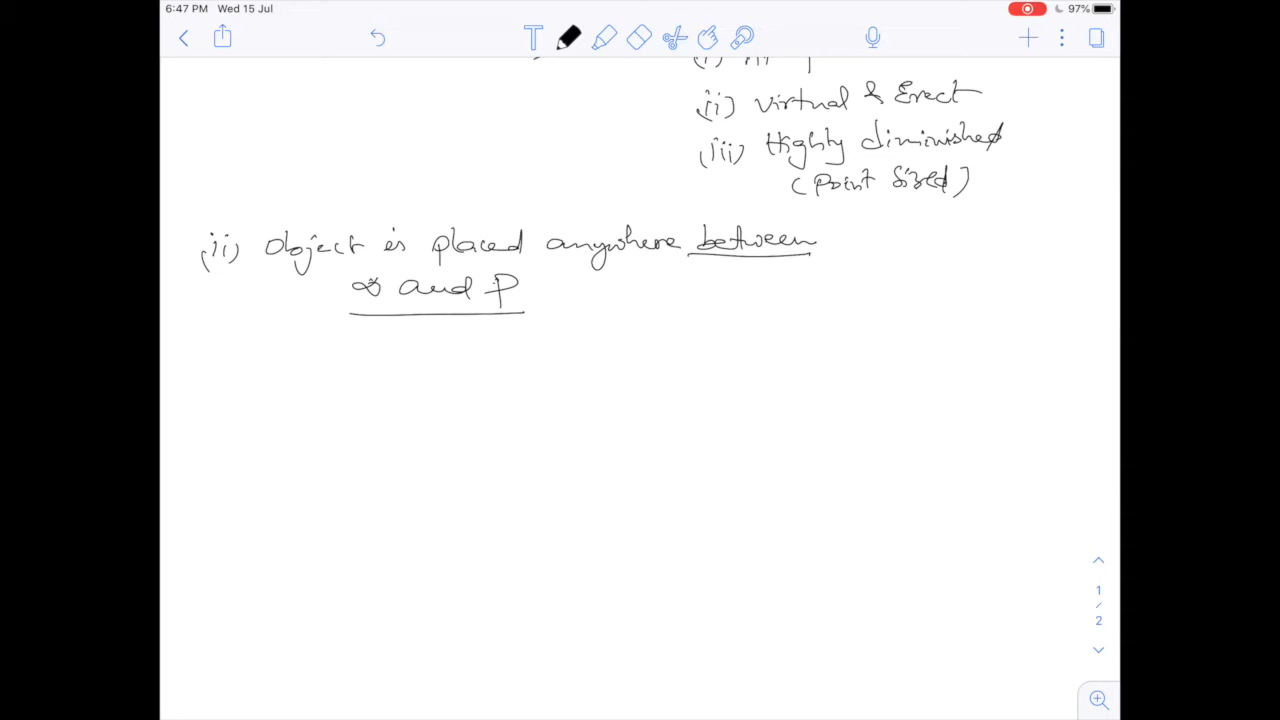 6:47 PM Wed 15 Jul
97%
T
(ii) Virtual & Erect
(iii) Highly diminished
(Point Sized)
(ii) Object is placed anywhere between
∞ and P
1
/
2